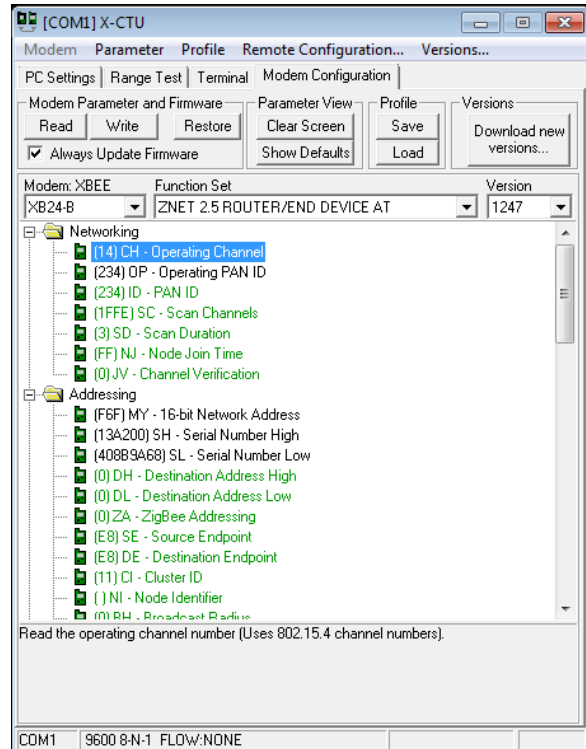 [COM1] X-CTU
Modem Parameter Profile Remote Configuration... Versions...
PC Settings Range Test Terminal Modem Configuration
Modem Parameter and Firmware Parameter View Profile Versions
Read Write Restore Clear Screen Save Download new versions...
Always Update Firmware Show Defaults Load
Modem: XBEE Function Set Version
XB24-B ZNET 2.5 ROUTER/END DEVICE AT 1247
Networking
(14) CH - Operating Channel
(234) OP - Operating PAN ID
(234) ID - PAN ID
(1FFE) SC - Scan Channels
(3) SD - Scan Duration
(FF) NJ - Node Join Time
(0) JV - Channel Verification
Addressing
(F6F) MY - 16-bit Network Address
(13A200) SH - Serial Number High
(408B9A68) SL - Serial Number Low
(0) DH - Destination Address High
(0) DL - Destination Address Low
(0) ZA - ZigBee Addressing
(E8) SE - Source Endpoint
(E8) DE - Destination Endpoint
(11) CI - Cluster ID
( ) NI - Node Identifier
(0) BH - Broadcast Radius
Read the operating channel number (Uses 802.15.4 channel numbers).
COM1 9600 8-N-1 FLOW:NONE